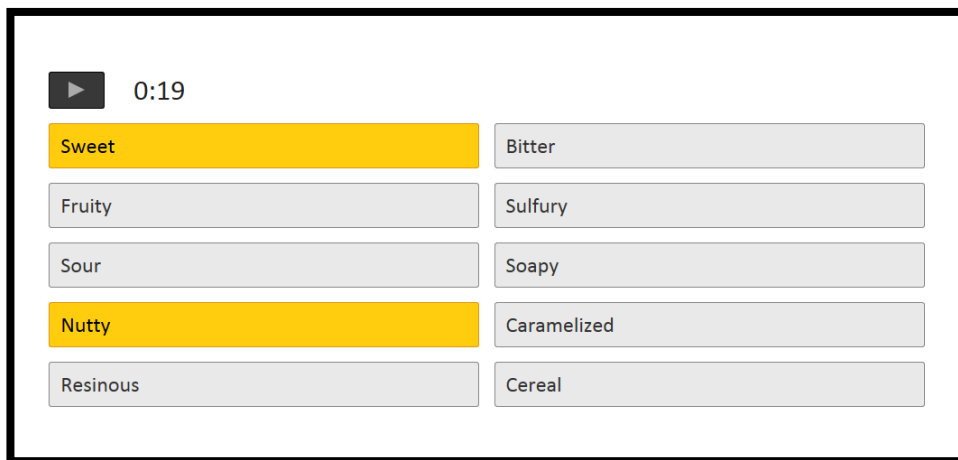 0:19
Sweet
Bitter
Fruity
Sulfury
Sour
Soapy
Nutty
Caramelized
Resinous
Cereal